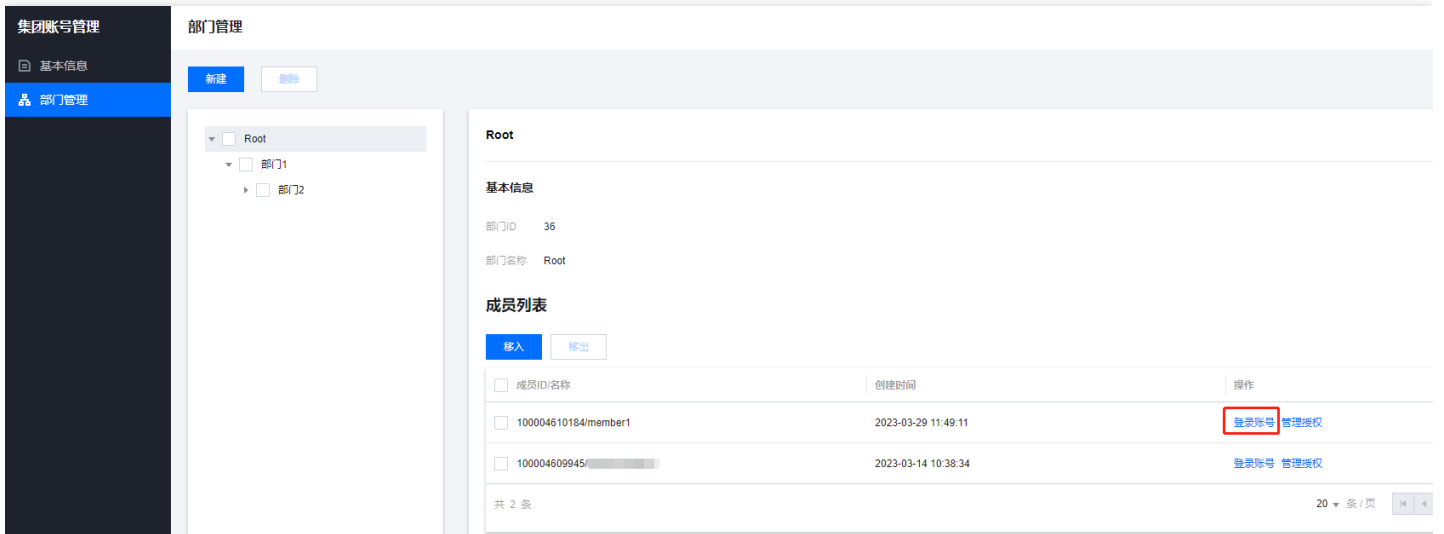 集团账号管理
部门管理
基本信息
部门管理
新建 删除
Root
部门1
部门2
Root
基本信息
部门ID 36
部门名称 Root
成员列表
移入 移出
成员ID/名称 创建时间 操作
100004610184/member1 2023-03-29 11:49:11 登录账号 管理授权
100004609945/ 2023-03-14 10:38:34 登录账号 管理授权
共 2 条 20 条/页